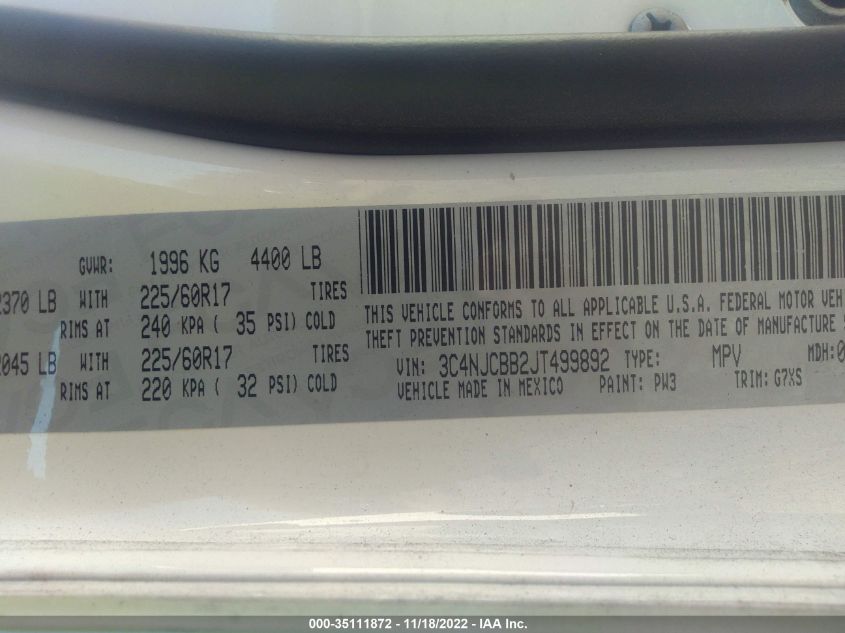 GVWR: 1996 KG 4400 LB
2370 LB WITH 225/60R17 TIRES
RIMS AT 240 KPA ( 35 PSI) COLD
2045 LB WITH 225/60R17 TIRES
RIMS AT 220 KPA ( 32 PSI) COLD
THIS VEHICLE CONFORMS TO ALL APPLICABLE U.S.A. FEDERAL MOTOR VEH
THEFT PREVENTION STANDARDS IN EFFECT ON THE DATE OF MANUFACTURE
VIN: 3C4NJCBB2JT499892 TYPE: MPV MDH:0
VEHICLE MADE IN MEXICO PAINT: PW3 TRIM: G7XS
000-35111872 - 11/18/2022 - IAA Inc.